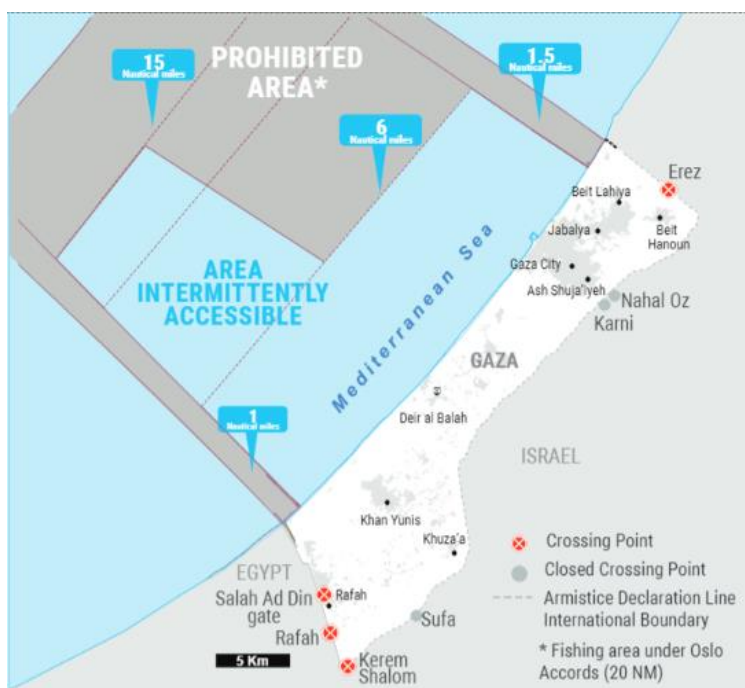 15
Nautical miles
PROHIBITED
AREA*
1.5
Nautical miles
6
Nautical miles
Erez
Beit Lahiya
Jabalya
Beit
Hanoun
Gaza City
Ash Shuja'iyeh
Nahal Oz
Karni
AREA
INTERMITTENTLY
ACCESSIBLE
Mediterranean Sea
GAZA
Deir al Balah
1
Nautical miles
ISRAEL
Khan Yunis
Khuza'a
EGYPT
Salah Ad Din
gate
Rafah
Rafah
Sufa
5 Km
Kerem
Shalom
Crossing Point
Closed Crossing Point
Armistice Declaration Line
International Boundary
* Fishing area under Oslo
Accords (20 NM)